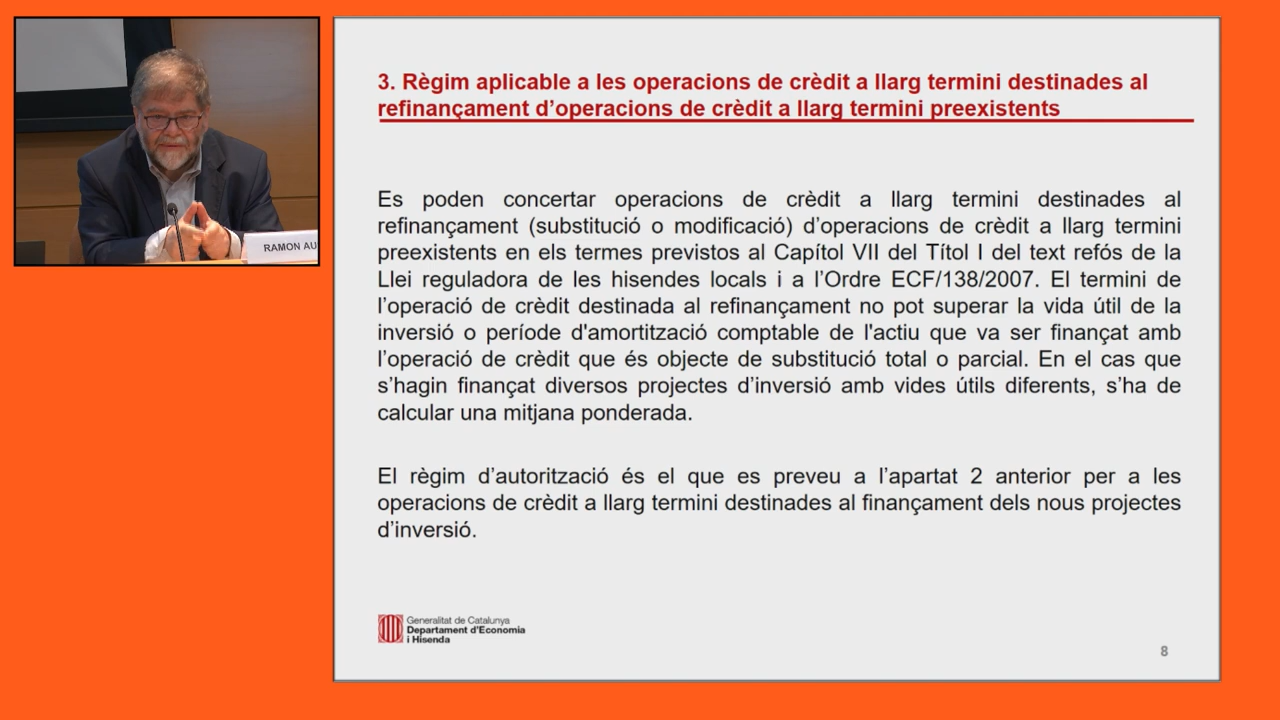 RAMON AU
3. Règim aplicable a les operacions de crèdit a llarg termini destinades al
refinançament d’operacions de crèdit a llarg termini preexistents
Es poden concertar operacions de crèdit a llarg termini destinades al
refinançament (substitució o modificació) d’operacions de crèdit a llarg termini
preexistents en els termes previstos al Capítol VII del Títol I del text refós de la
Llei reguladora de les hisendes locals i a l’Ordre ECF/138/2007. El termini de
l’operació de crèdit destinada al refinançament no pot superar la vida útil de la
inversió o període d'amortització comptable de l'actiu que va ser finançat amb
l’operació de crèdit que és objecte de substitució total o parcial. En el cas que
s’hagin finançat diversos projectes d’inversió amb vides útils diferents, s’ha de
calcular una mitjana ponderada.
El règim d’autorització és el que es preveu a l’apartat 2 anterior per a les
operacions de crèdit a llarg termini destinades al finançament dels nous projectes
d’inversió.
Generalitat de Catalunya
Departament d’Economia
i Hisenda
8